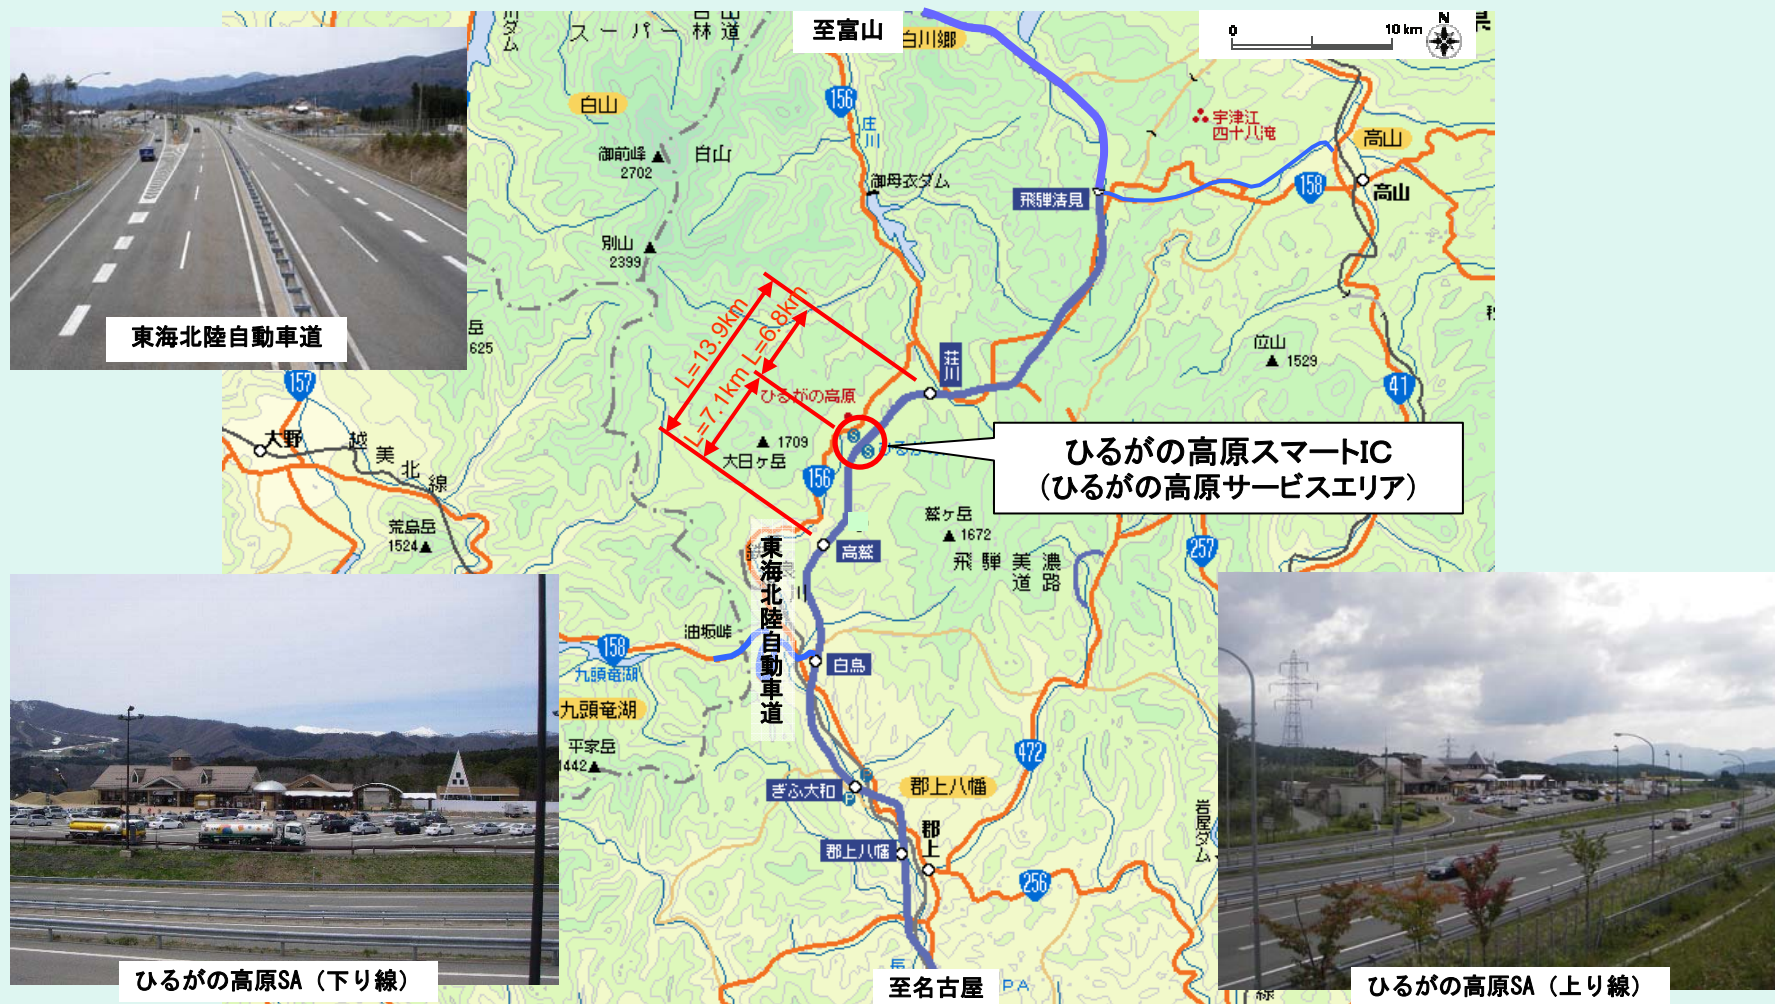 至富山
0 10 km N
スーパー林道
白川郷
156
庄川
白山
御前峰
2702
白山
御母衣ダム
宇津江
四十八滝
高山
158
高山
飛騨清見
別山
2399
東海北陸自動車道
L=13.9km
L=6.8km
L=7.1km
ひるがの高原
荘川
位山
1529
41
157
大野
越美北線
1709
大日ヶ岳
156
ひるがの高原スマートIC
(ひるがの高原サービスエリア)
荒島岳
1524
鷲ヶ岳
1672
飛騨美濃
道路
257
高鷲
東海北陸自動車道
油坂峠
158
九頭竜湖
白鳥
九頭竜湖
平家岳
1442
472
ぎふ大和
P
P
郡上八幡
郡上
郡上八幡
256
岩屋ダム
ひるがの高原SA(下り線)
至名古屋
PA
ひるがの高原SA(上り線)